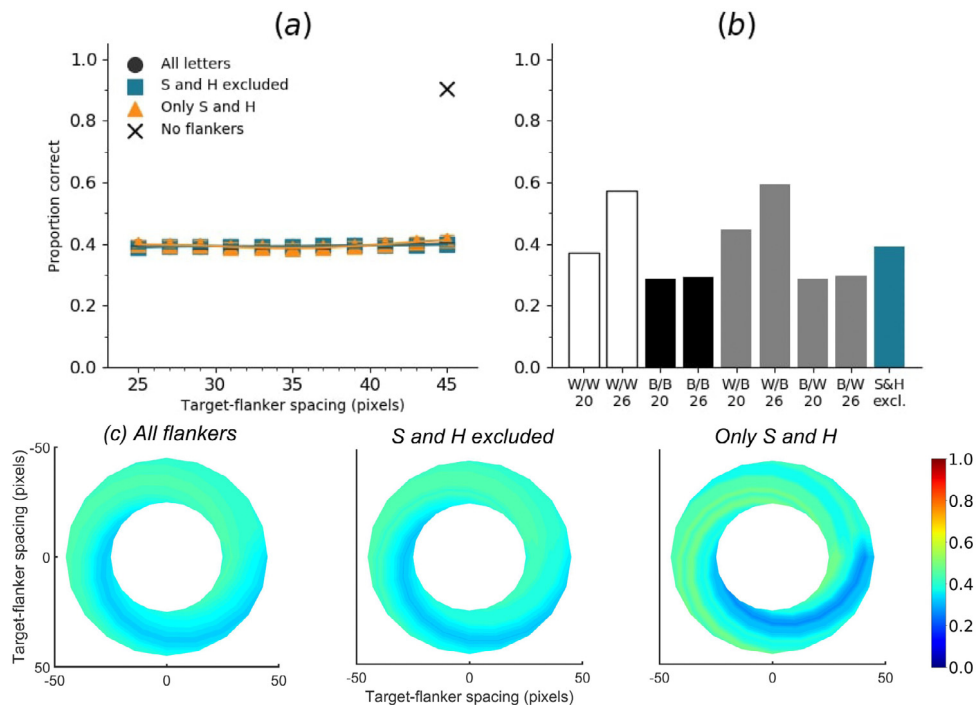 (a)
1.0
0.8
0.6
0.4
0.2
0.0
Proportion correct
All letters
S and H excluded
Only S and H
No flankers
25 30 35 40 45
Target-flanker spacing (pixels)
(b)
1.0
0.8
0.6
0.4
0.2
0.0
W/W W/W B/B B/B W/B W/B B/W B/W S&H
20 26 20 26 20 26 20 26 excl.
(c) All flankers
S and H excluded
Only S and H
-50
0
50
Target-flanker spacing (pixels)
-50 0 50
-50 0 50
-50 0 50
Target-flanker spacing (pixels)
1.0
0.8
0.6
0.4
0.2
0.0